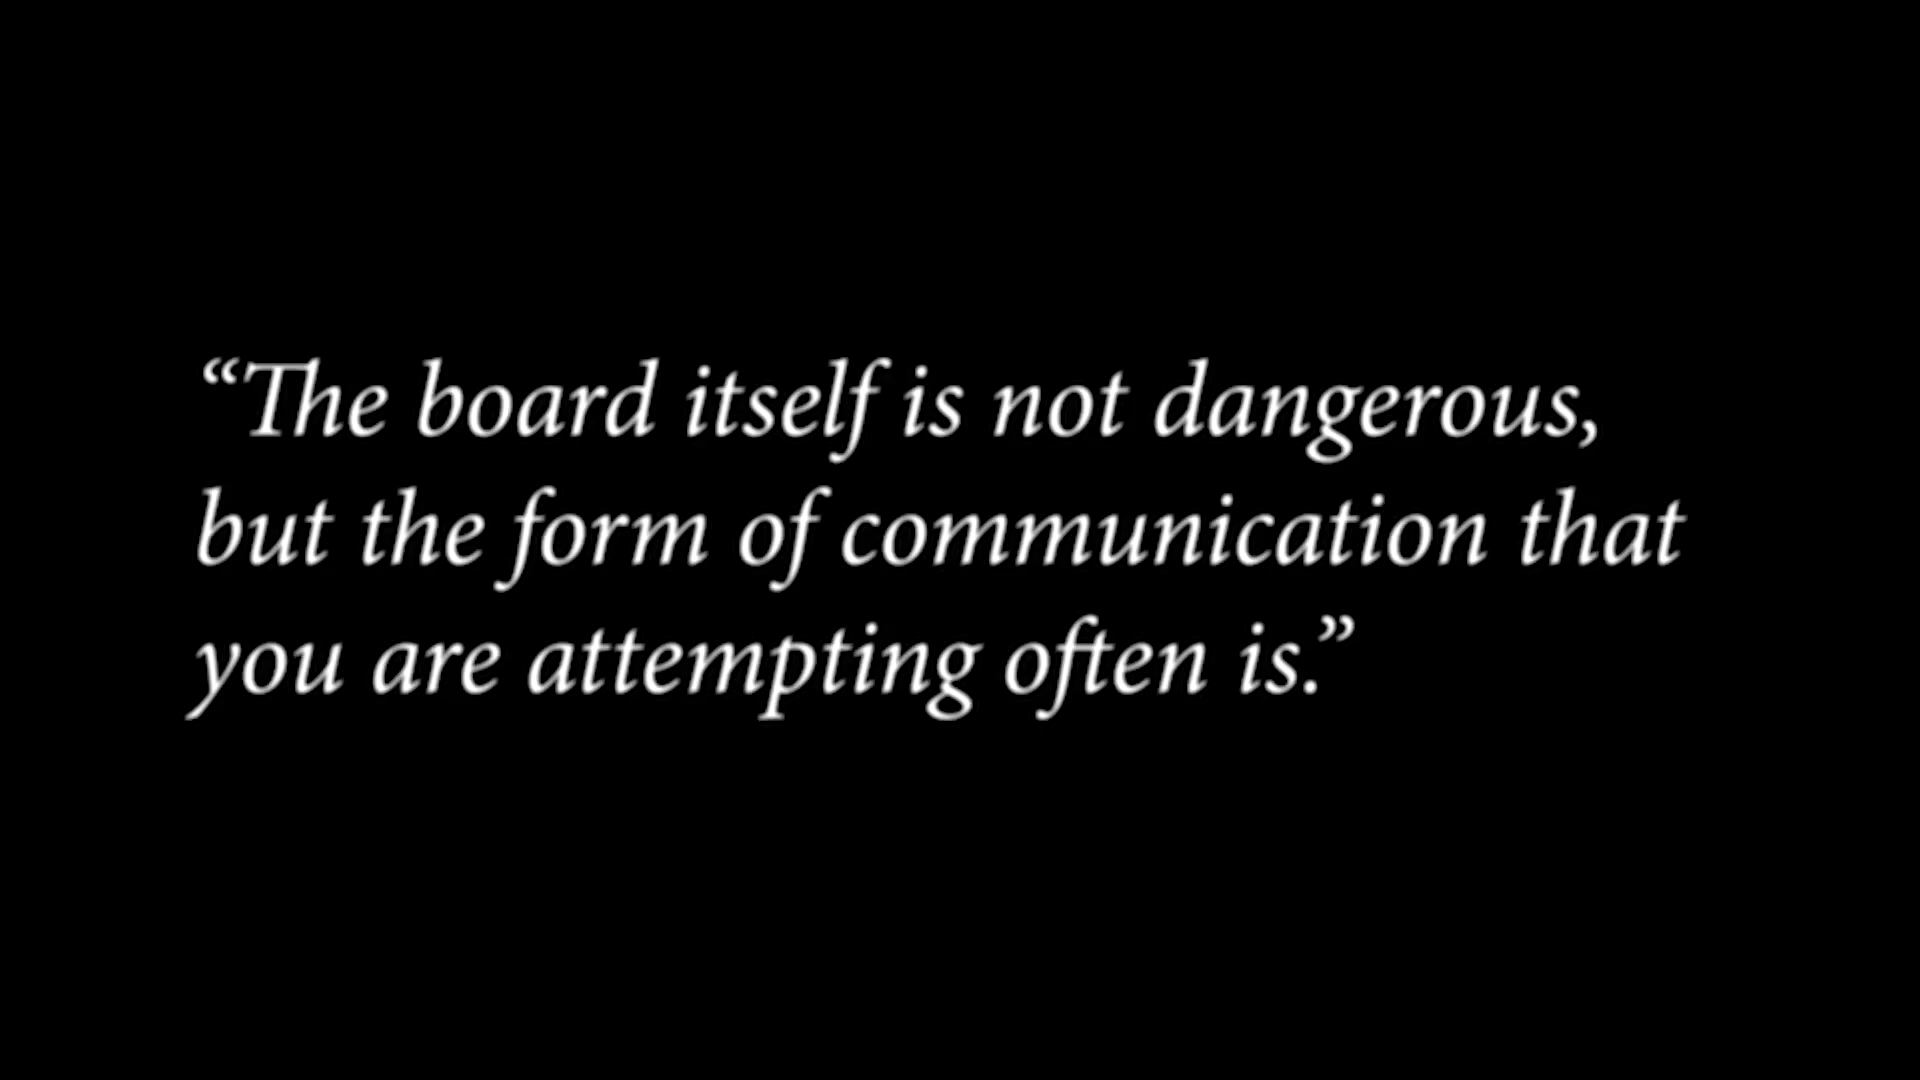 “The board itself is not dangerous,
but the form of communication that
you are attempting often is.”